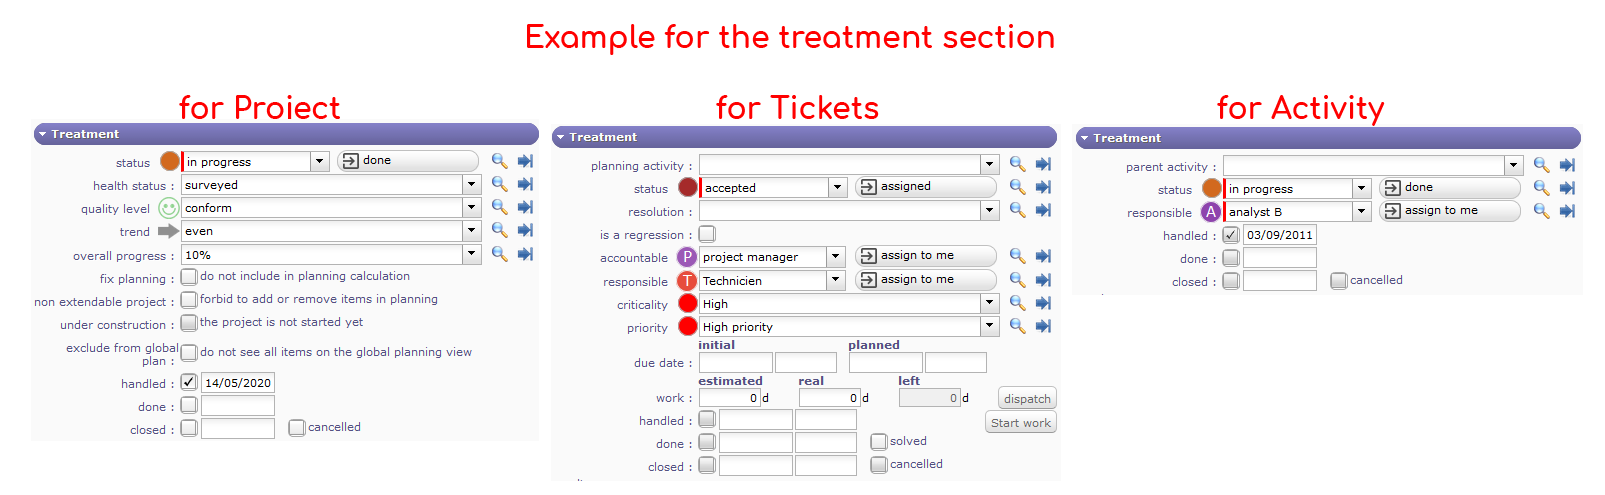 Example for the treatment section
for Project
Treatment
status in progress done
health status : surveyed
quality level conform
trend even
overall progress : 10%
fix planning : do not include in planning calculation
non extendable project : forbid to add or remove items in planning
under construction : the project is not started yet
exclude from global
plan : do not see all items on the global planning view
handled : 14/05/2020
done :
closed : cancelled
for Tickets
Treatment
planning activity :
status accepted assigned
resolution :
is a regression :
accountable P project manager assign to me
responsible T Technicien assign to me
criticality High
priority High priority
initial planned
due date :
estimated real left
work : 0 d 0 d 0 d dispatch
handled : Start work
done : solved
closed : cancelled
for Activity
Treatment
parent activity :
status in progress done
responsible A analyst B assign to me
handled : 03/09/2011
done :
closed : cancelled